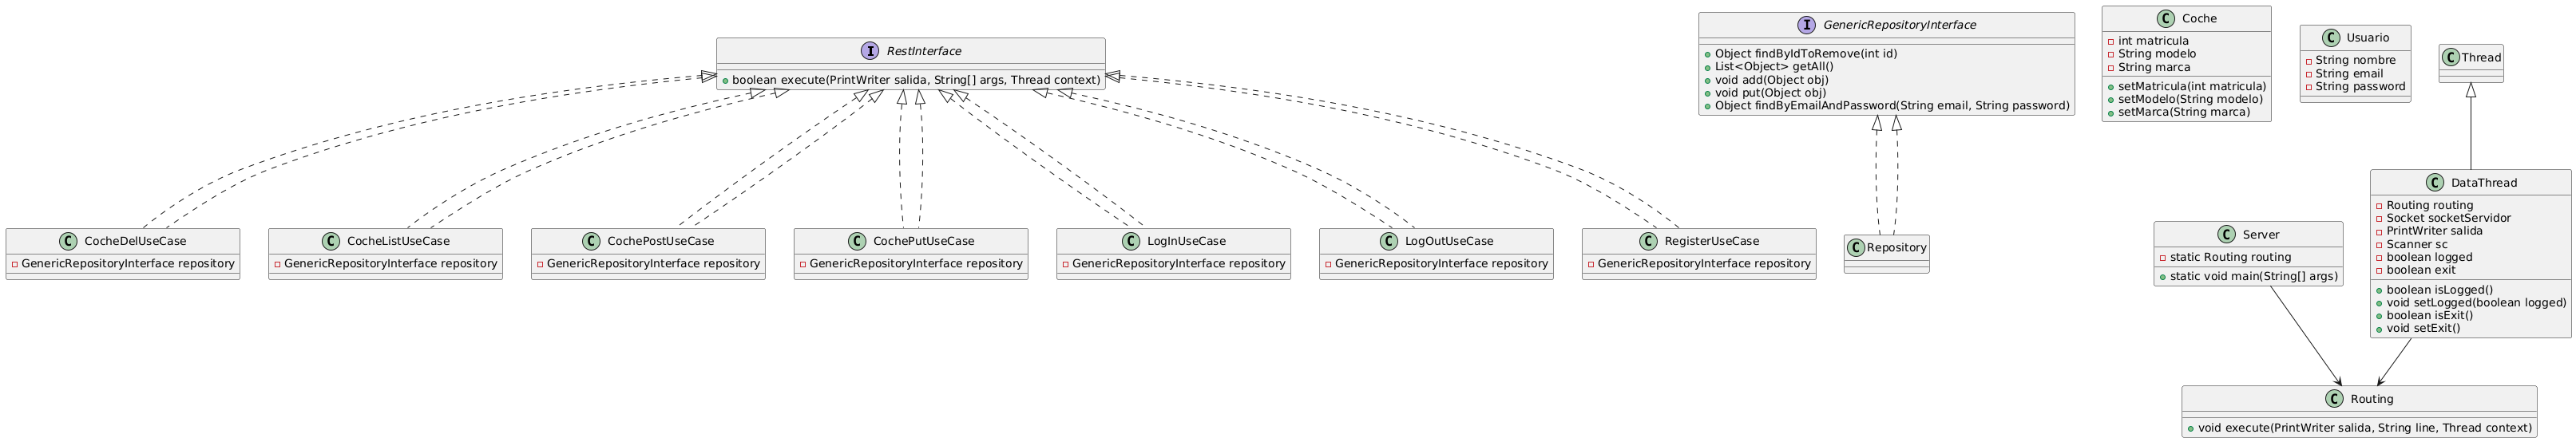 I RestInterface
boolean execute(PrintWriter salida, String[] args, Thread context)
I GenericRepositoryInterface
Object findByIdToRemove(int id)
List<Object> getAll()
void add(Object obj)
void put(Object obj)
Object findByEmailAndPassword(String email, String password)
C Coche
int matricula
String modelo
String marca
setMatricula(int matricula)
setModelo(String modelo)
setMarca(String marca)
C Usuario
String nombre
String email
String password
C Thread
C CocheDelUseCase
GenericRepositoryInterface repository
C CocheListUseCase
GenericRepositoryInterface repository
C CochePostUseCase
GenericRepositoryInterface repository
C CochePutUseCase
GenericRepositoryInterface repository
C LogInUseCase
GenericRepositoryInterface repository
C LogOutUseCase
GenericRepositoryInterface repository
C RegisterUseCase
GenericRepositoryInterface repository
C Repository
C Server
static Routing routing
static void main(String[] args)
C DataThread
Routing routing
Socket socketServidor
PrintWriter salida
Scanner sc
boolean logged
boolean exit
boolean isLogged()
void setLogged(boolean logged)
boolean isExit()
void setExit()
C Routing
void execute(PrintWriter salida, String line, Thread context)